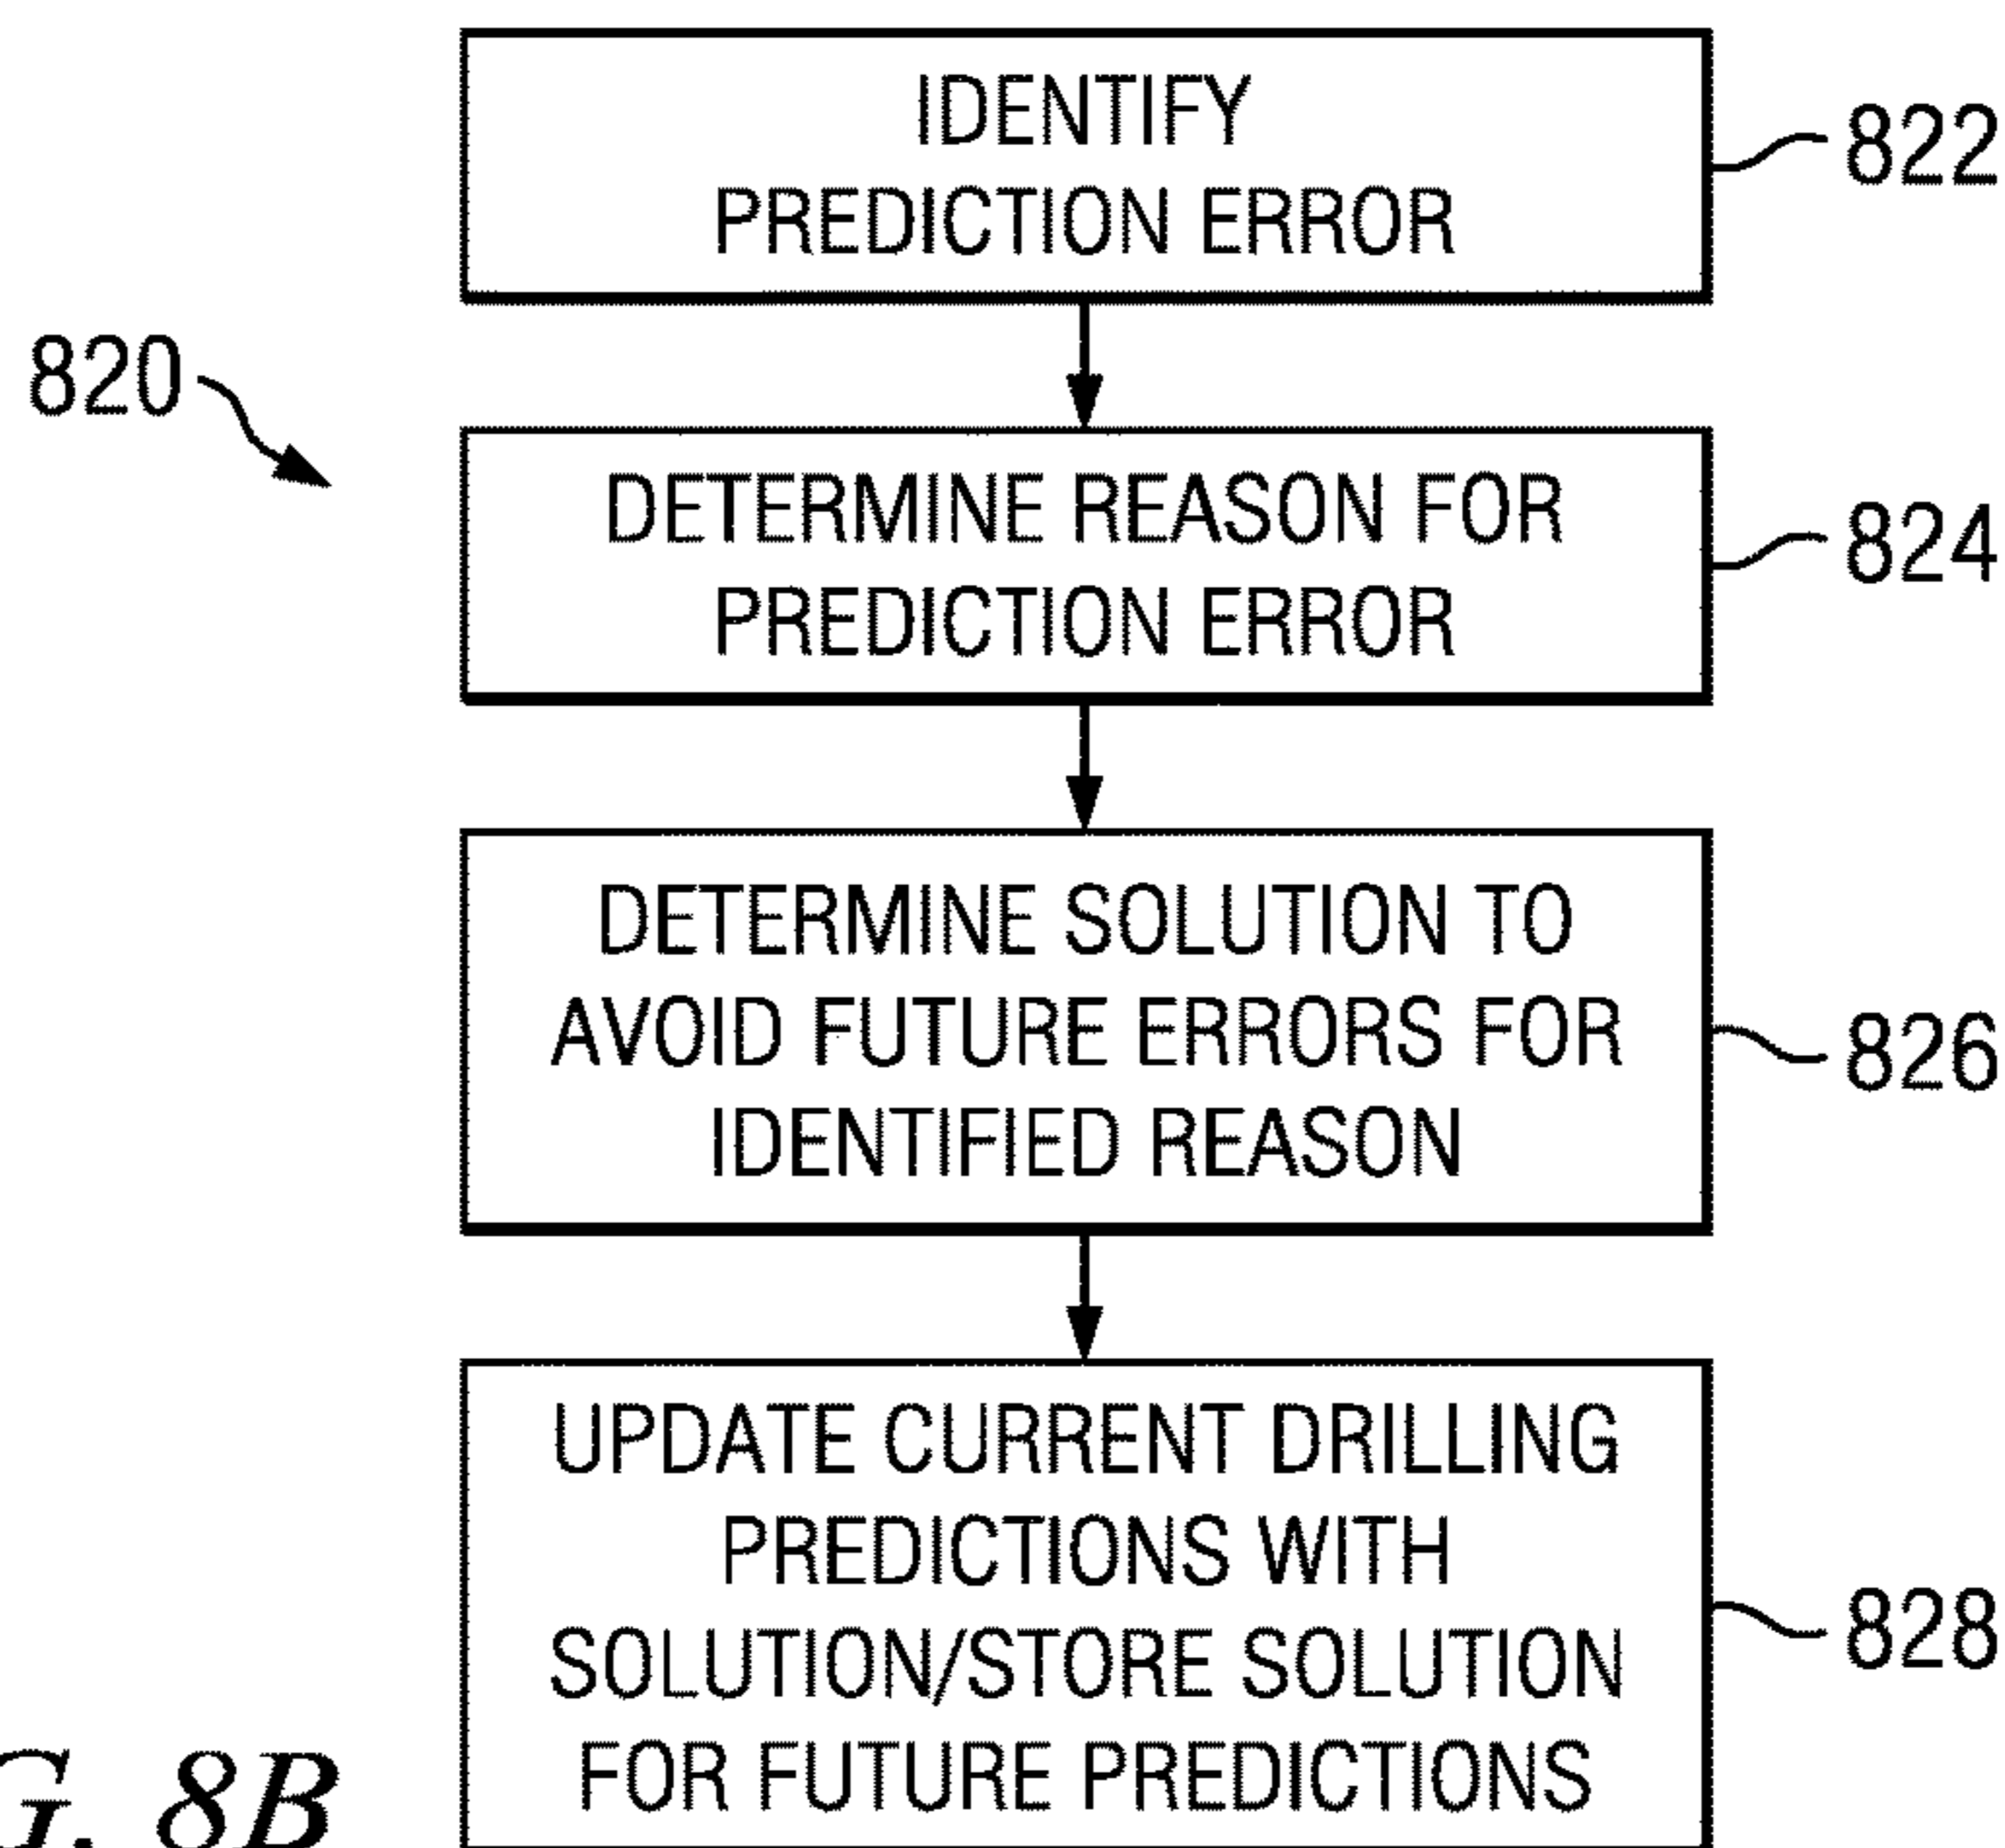 IDENTIFY
PREDICTION ERROR
822
820
DETERMINE REASON FOR
PREDICTION ERROR
824
DETERMINE SOLUTION TO
AVOID FUTURE ERRORS FOR
IDENTIFIED REASON
826
UPDATE CURRENT DRILLING
PREDICTIONS WITH
SOLUTION/STORE SOLUTION
FOR FUTURE PREDICTIONS
828
G. 8B